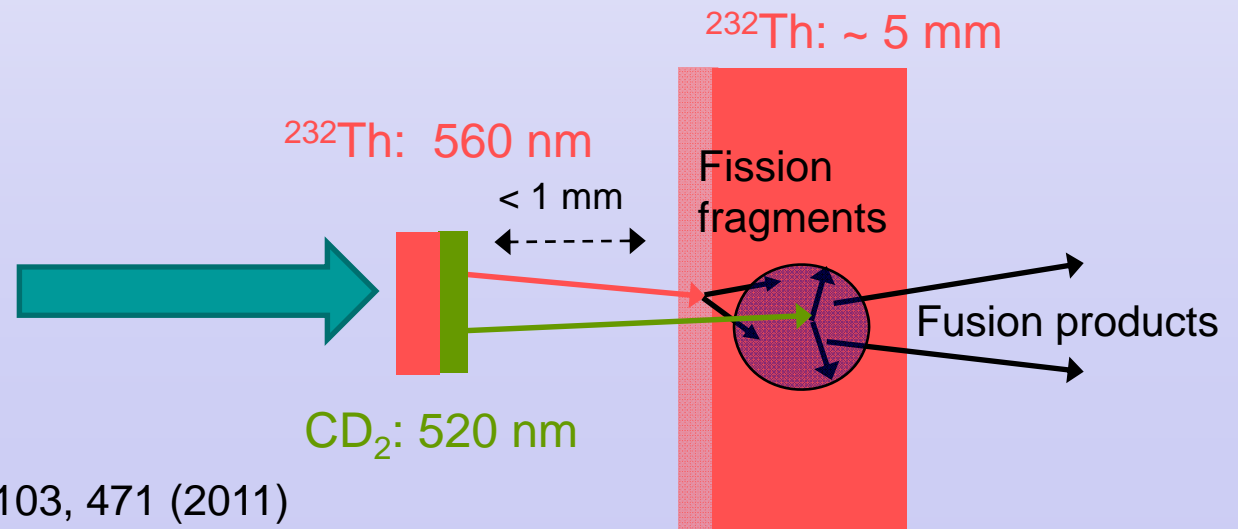 ²³²Th: ~ 5 mm
²³²Th: 560 nm
< 1 mm
Fission
fragments
Fusion products
CD₂: 520 nm
103, 471 (2011)